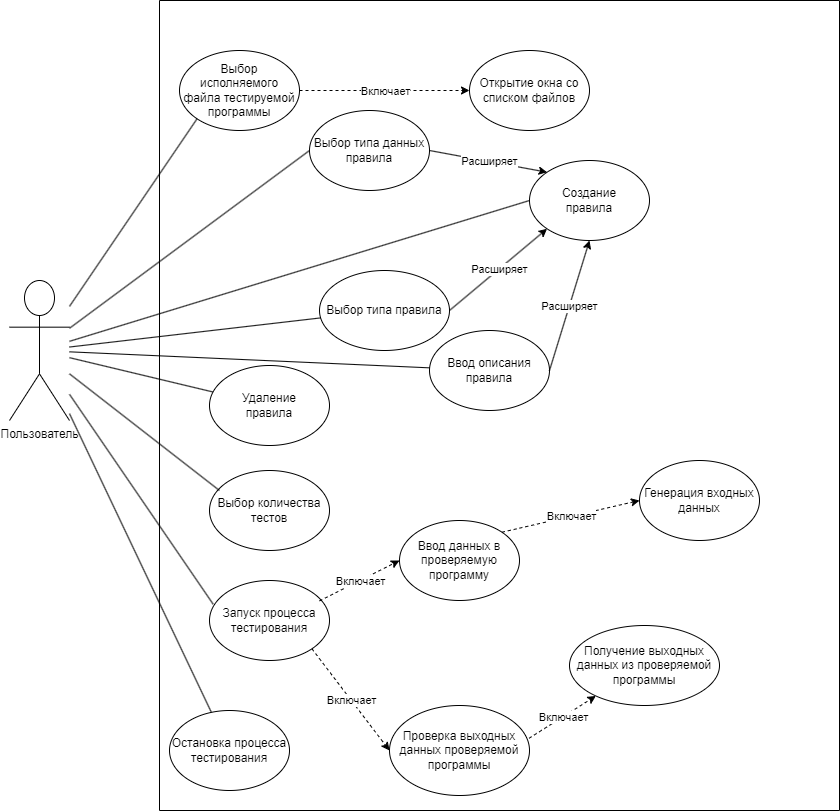 Выбор
исполняемого
файла тестируемой
программы
Включает
Открытие окна со
списком файлов
Выбор типа данных
правила
Расширяет
Создание
правила
Расширяет
Выбор типа правила
Расширяет
Ввод описания
правила
Удаление
правила
Пользователь
Выбор количества
тестов
Генерация входных
данных
Включает
Ввод данных в
проверяемую
программу
Включает
Запуск процесса
тестирования
Получение выходных
данных из проверяемой
программы
Включает
Включает
Проверка выходных
данных проверяемой
программы
Остановка процесса
тестирования